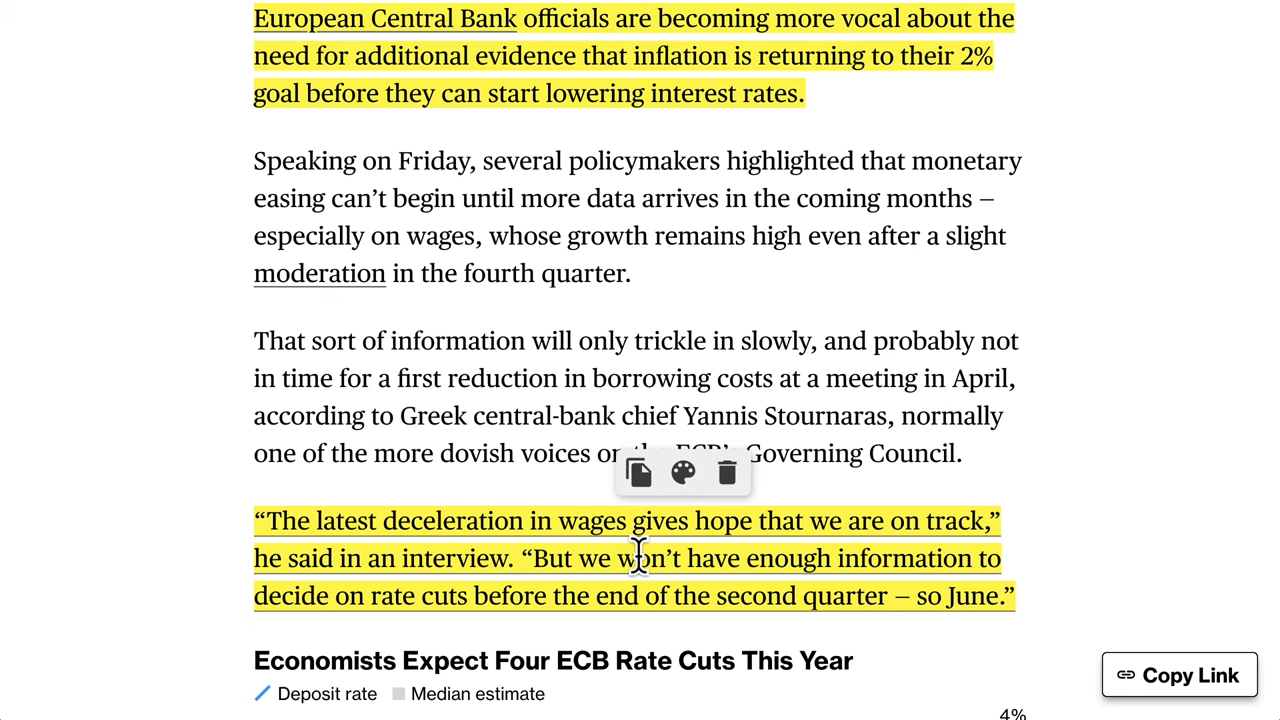 European Central Bank officials are becoming more vocal about the
need for additional evidence that inflation is returning to their 2%
goal before they can start lowering interest rates.
Speaking on Friday, several policymakers highlighted that monetary
easing can’t begin until more data arrives in the coming months –
especially on wages, whose growth remains high even after a slight
moderation in the fourth quarter.
That sort of information will only trickle in slowly, and probably not
in time for a first reduction in borrowing costs at a meeting in April,
according to Greek central-bank chief Yannis Stournaras, normally
one of the more dovish voices on the ECB’s Governing Council.
“The latest deceleration in wages gives hope that we are on track,”
he said in an interview. “But we won’t have enough information to
decide on rate cuts before the end of the second quarter – so June.”
Economists Expect Four ECB Rate Cuts This Year
Deposit rate Median estimate
4%
Copy Link